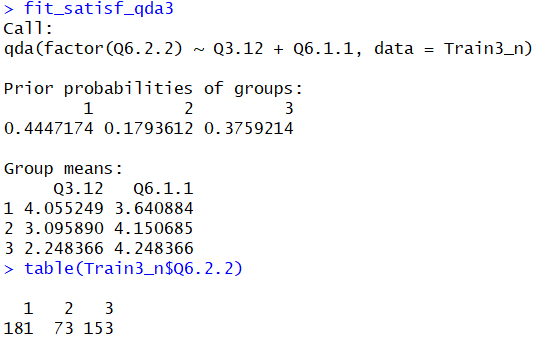 > fit_satisf_qda3
Call:
qda(factor(Q6.2.2) ~ Q3.12 + Q6.1.1, data = Train3_n)
Prior probabilities of groups:
1 2 3
0.4447174 0.1793612 0.3759214
Group means:
Q3.12 Q6.1.1
1 4.055249 3.640884
2 3.095890 4.150685
3 2.248366 4.248366
> table(Train3_n$Q6.2.2)
1 2 3
181 73 153